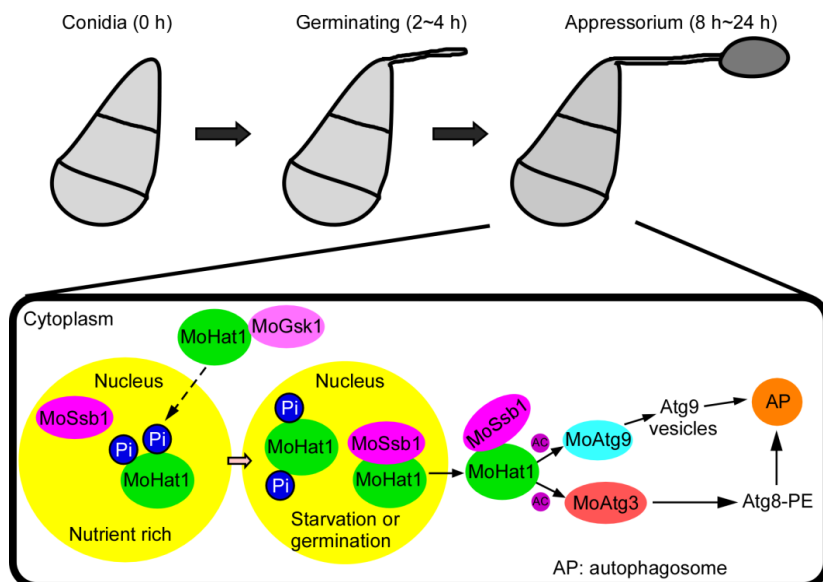 Conidia (0 h)
Germinating (2~4 h)
Appressorium (8 h~24 h)
Cytoplasm
MoHat1
MoGsk1
Nucleus
MoSsb1
Pi
Pi
MoHat1
Nutrient rich
Nucleus
Pi
MoHat1
Pi
MoSsb1
MoHat1
Starvation or
germination
MoSsb1
MoHat1
AC
AC
MoAtg9
MoAtg3
Atg9
vesicles
AP
Atg8-PE
AP: autophagosome